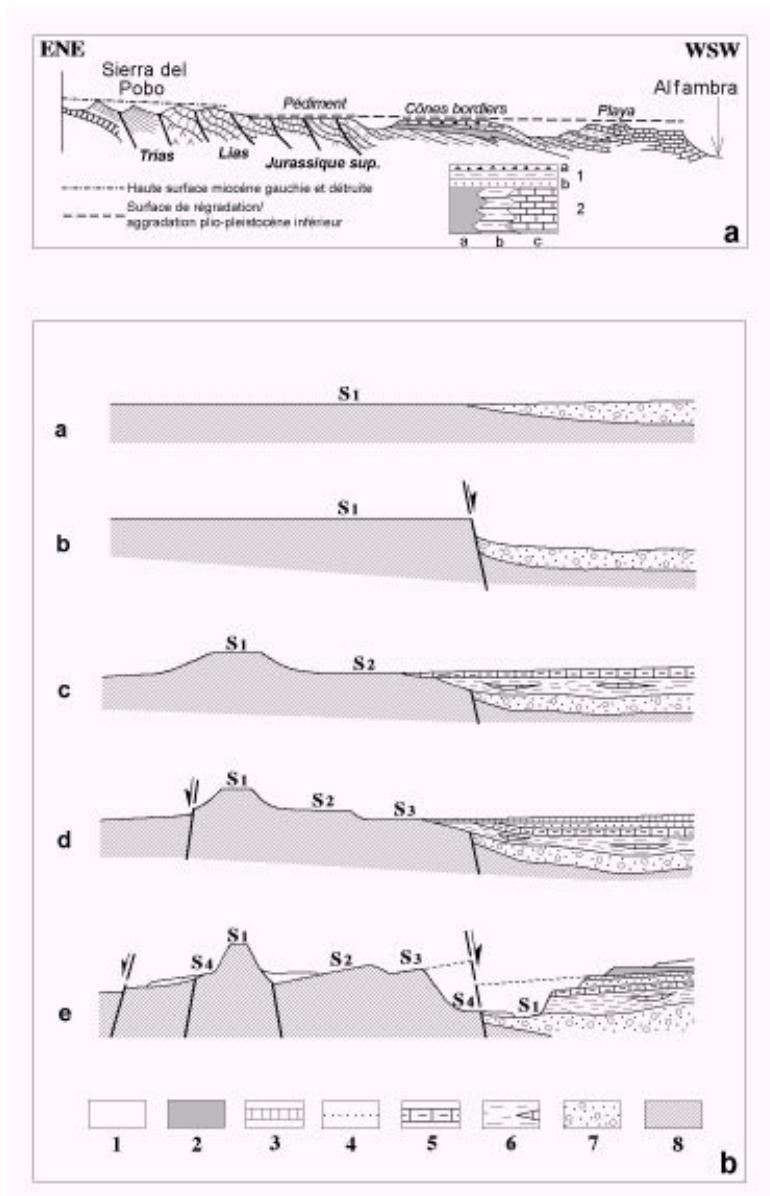 ENE WSW
Sierra del
Pobo
Alfambra
Pédiment Cônes bordiers Playa
Trias Lias Jurassique sup.
Haute surface miocène gauchie et détruite
Surface de régradation/
aggradation plio-pleistocène inférieur
a
1
b
2
a b c
a
S1
a
S1
b
S1
S2
c
S1
S2
S3
d
S1
S4 S2 S3
S4 S1
e
1 2 3 4 5 6 7 8
b